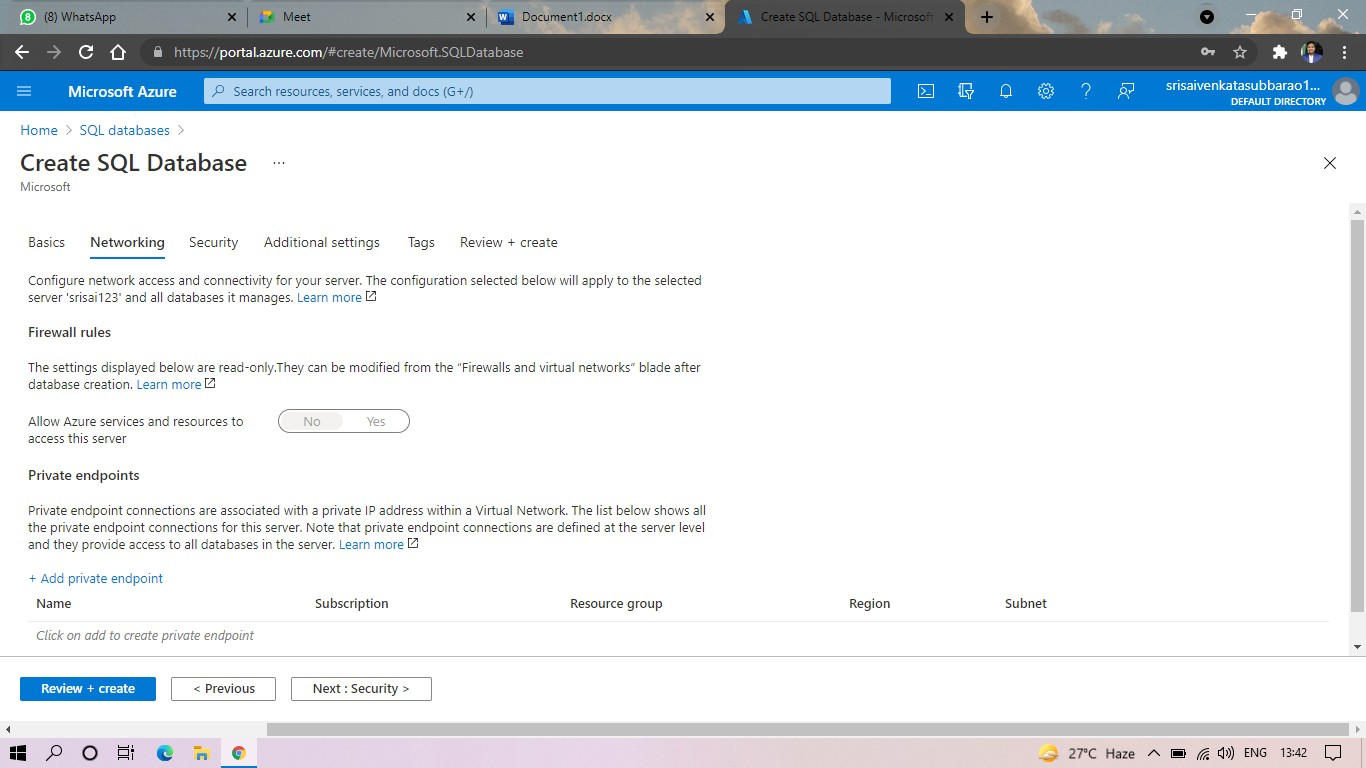 (8) WhatsApp
Meet
Document1.docx
Create SQL Database - Microsoft
https://portal.azure.com/#create/Microsoft.SQLDatabase
Microsoft Azure
Search resources, services, and docs (G+/)
srisaivenkatasubbarao1...
DEFAULT DIRECTORY
Home > SQL databases >
Create SQL Database ...
Microsoft
Basics Networking Security Additional settings Tags Review + create
Configure network access and connectivity for your server. The configuration selected below will apply to the selected
server 'srisai123' and all databases it manages. Learn more
Firewall rules
The settings displayed below are read-only.They can be modified from the “Firewalls and virtual networks” blade after
database creation. Learn more
Allow Azure services and resources to
access this server
No Yes
Private endpoints
Private endpoint connections are associated with a private IP address within a Virtual Network. The list below shows all
the private endpoint connections for this server. Note that private endpoint connections are defined at the server level
and they provide access to all databases in the server. Learn more
+ Add private endpoint
Name Subscription Resource group Region Subnet
Click on add to create private endpoint
Review + create < Previous Next : Security >
27°C Haze ENG 13:42